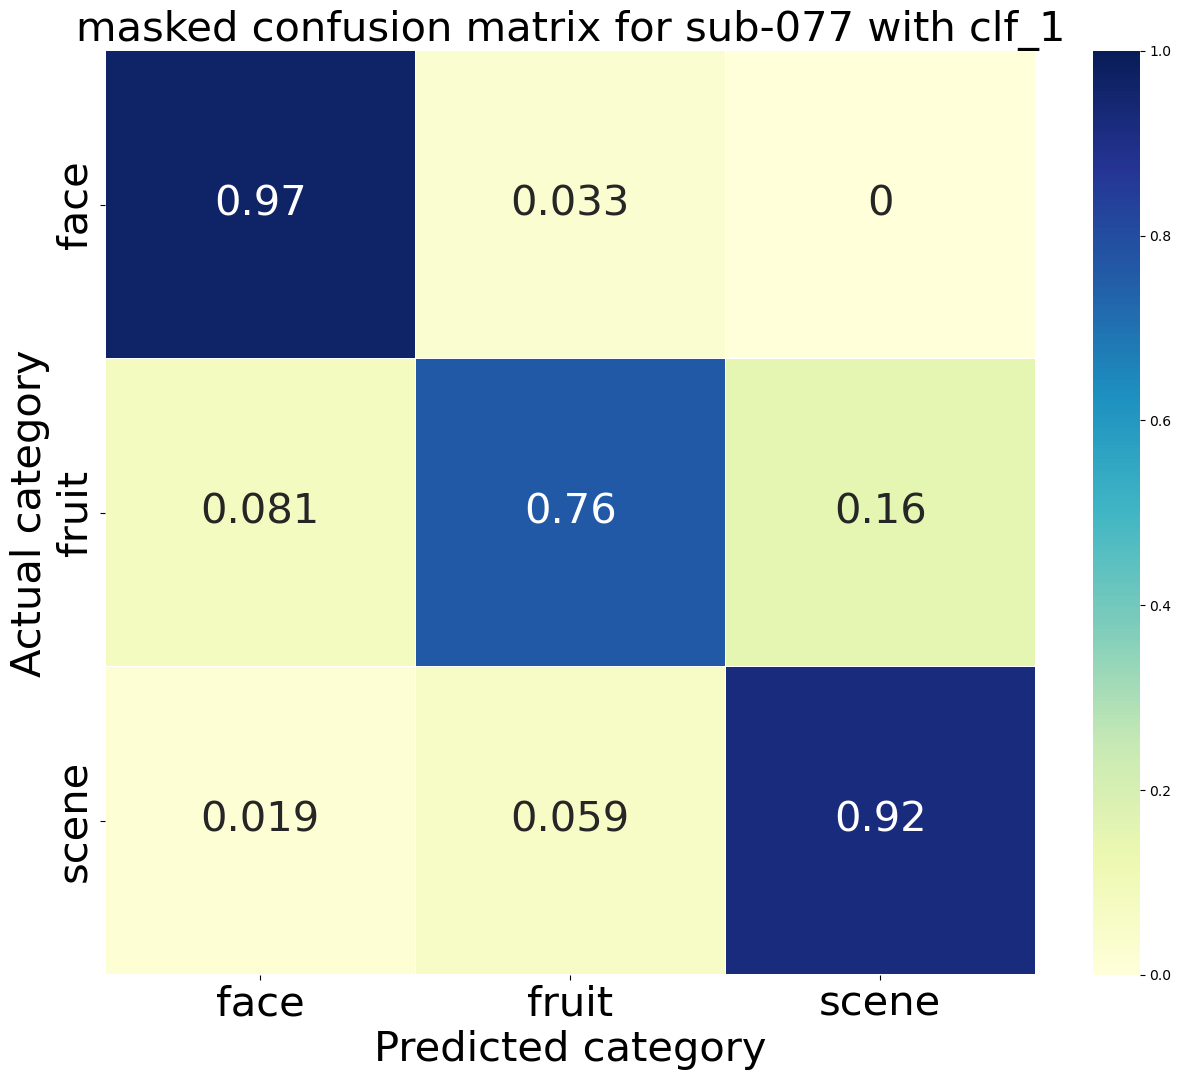 masked confusion matrix for sub-077 with clf_1
Actual category
face
0.97
0.033
0
fruit
0.081
0.76
0.16
scene
0.019
0.059
0.92
face
fruit
scene
Predicted category
1.0
0.8
0.6
0.4
0.2
0.0